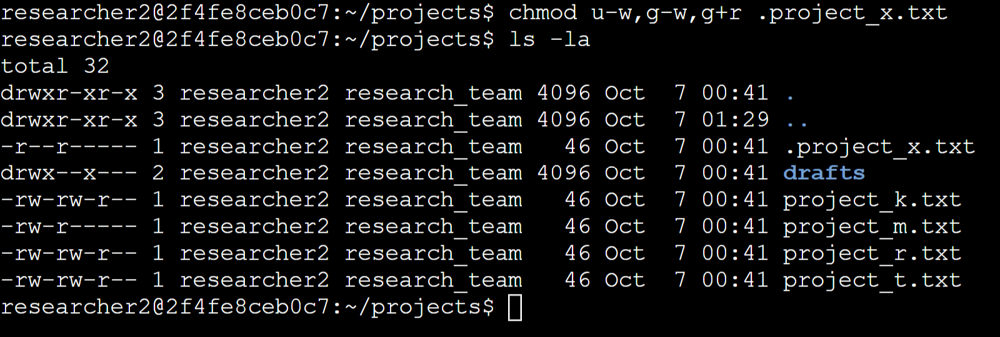 researcher2@2f4fe8ceb0c7:~/projects$ chmod u-w,g-w,g+r .project_x.txt
researcher2@2f4fe8ceb0c7:~/projects$ ls -la
total 32
drwxr-xr-x 3 researcher2 research_team 4096 Oct  7 00:41 .
drwxr-xr-x 3 researcher2 research_team 4096 Oct  7 01:29 ..
-r--r----- 1 researcher2 research_team   46 Oct  7 00:41 .project_x.txt
drwx--x--- 2 researcher2 research_team 4096 Oct  7 00:41 drafts
-rw-rw-r-- 1 researcher2 research_team   46 Oct  7 00:41 project_k.txt
-rw-r----- 1 researcher2 research_team   46 Oct  7 00:41 project_m.txt
-rw-rw-r-- 1 researcher2 research_team   46 Oct  7 00:41 project_r.txt
-rw-rw-r-- 1 researcher2 research_team   46 Oct  7 00:41 project_t.txt
researcher2@2f4fe8ceb0c7:~/projects$